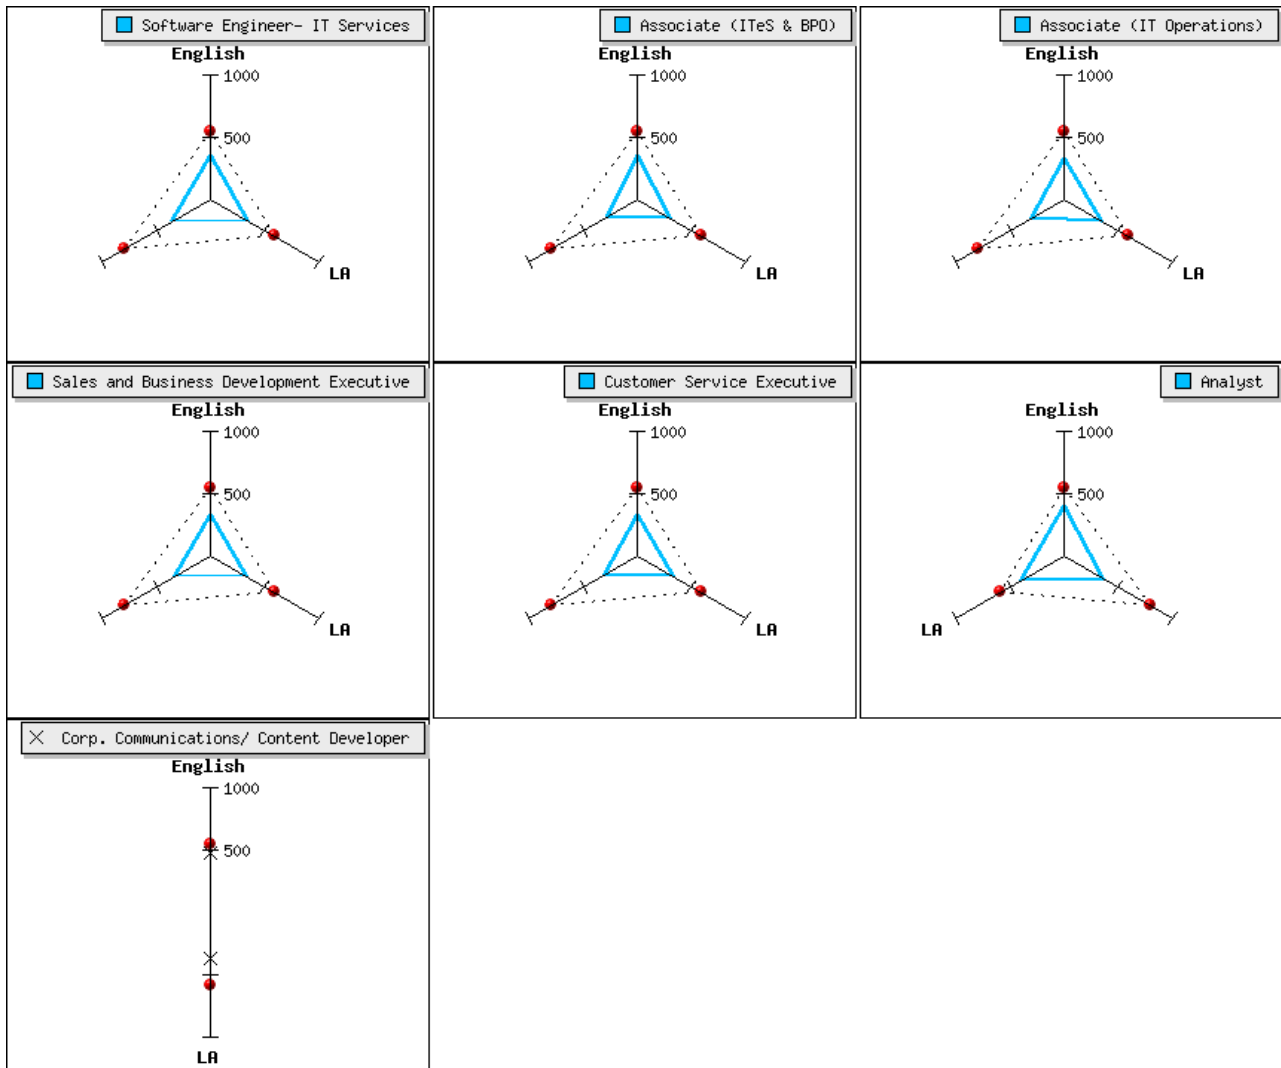 Software Engineer- IT Services
English
1000
500
LA
Associate (ITeS & BPO)
English
1000
500
LA
Associate (IT Operations)
English
1000
500
LA
Sales and Business Development Executive
English
1000
500
LA
Customer Service Executive
English
1000
500
LA
Analyst
English
1000
500
LA
Corp. Communications/ Content Developer
English
1000
500
LA